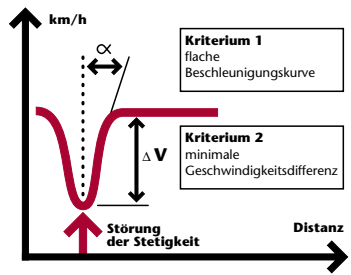 km/h
α
Kriterium 1
flache
Beschleunigungskurve
Kriterium 2
minimale
Geschwindigkeitsdifferenz
Δ V
Störung
der Stetigkeit
Distanz